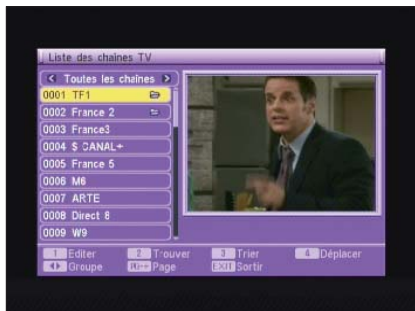 Liste des chaînes TV
Toutes les chaînes
0001 TF1
0002 France 2
0003 France3
0004 $ CANAL+
0005 France 5
0006 M6
0007 ARTE
0008 Direct 8
0009 W9
1 Editer 2 Trouver 3 Trier 4 Déplacer
Groupe PG+- Page EXIT Sortir